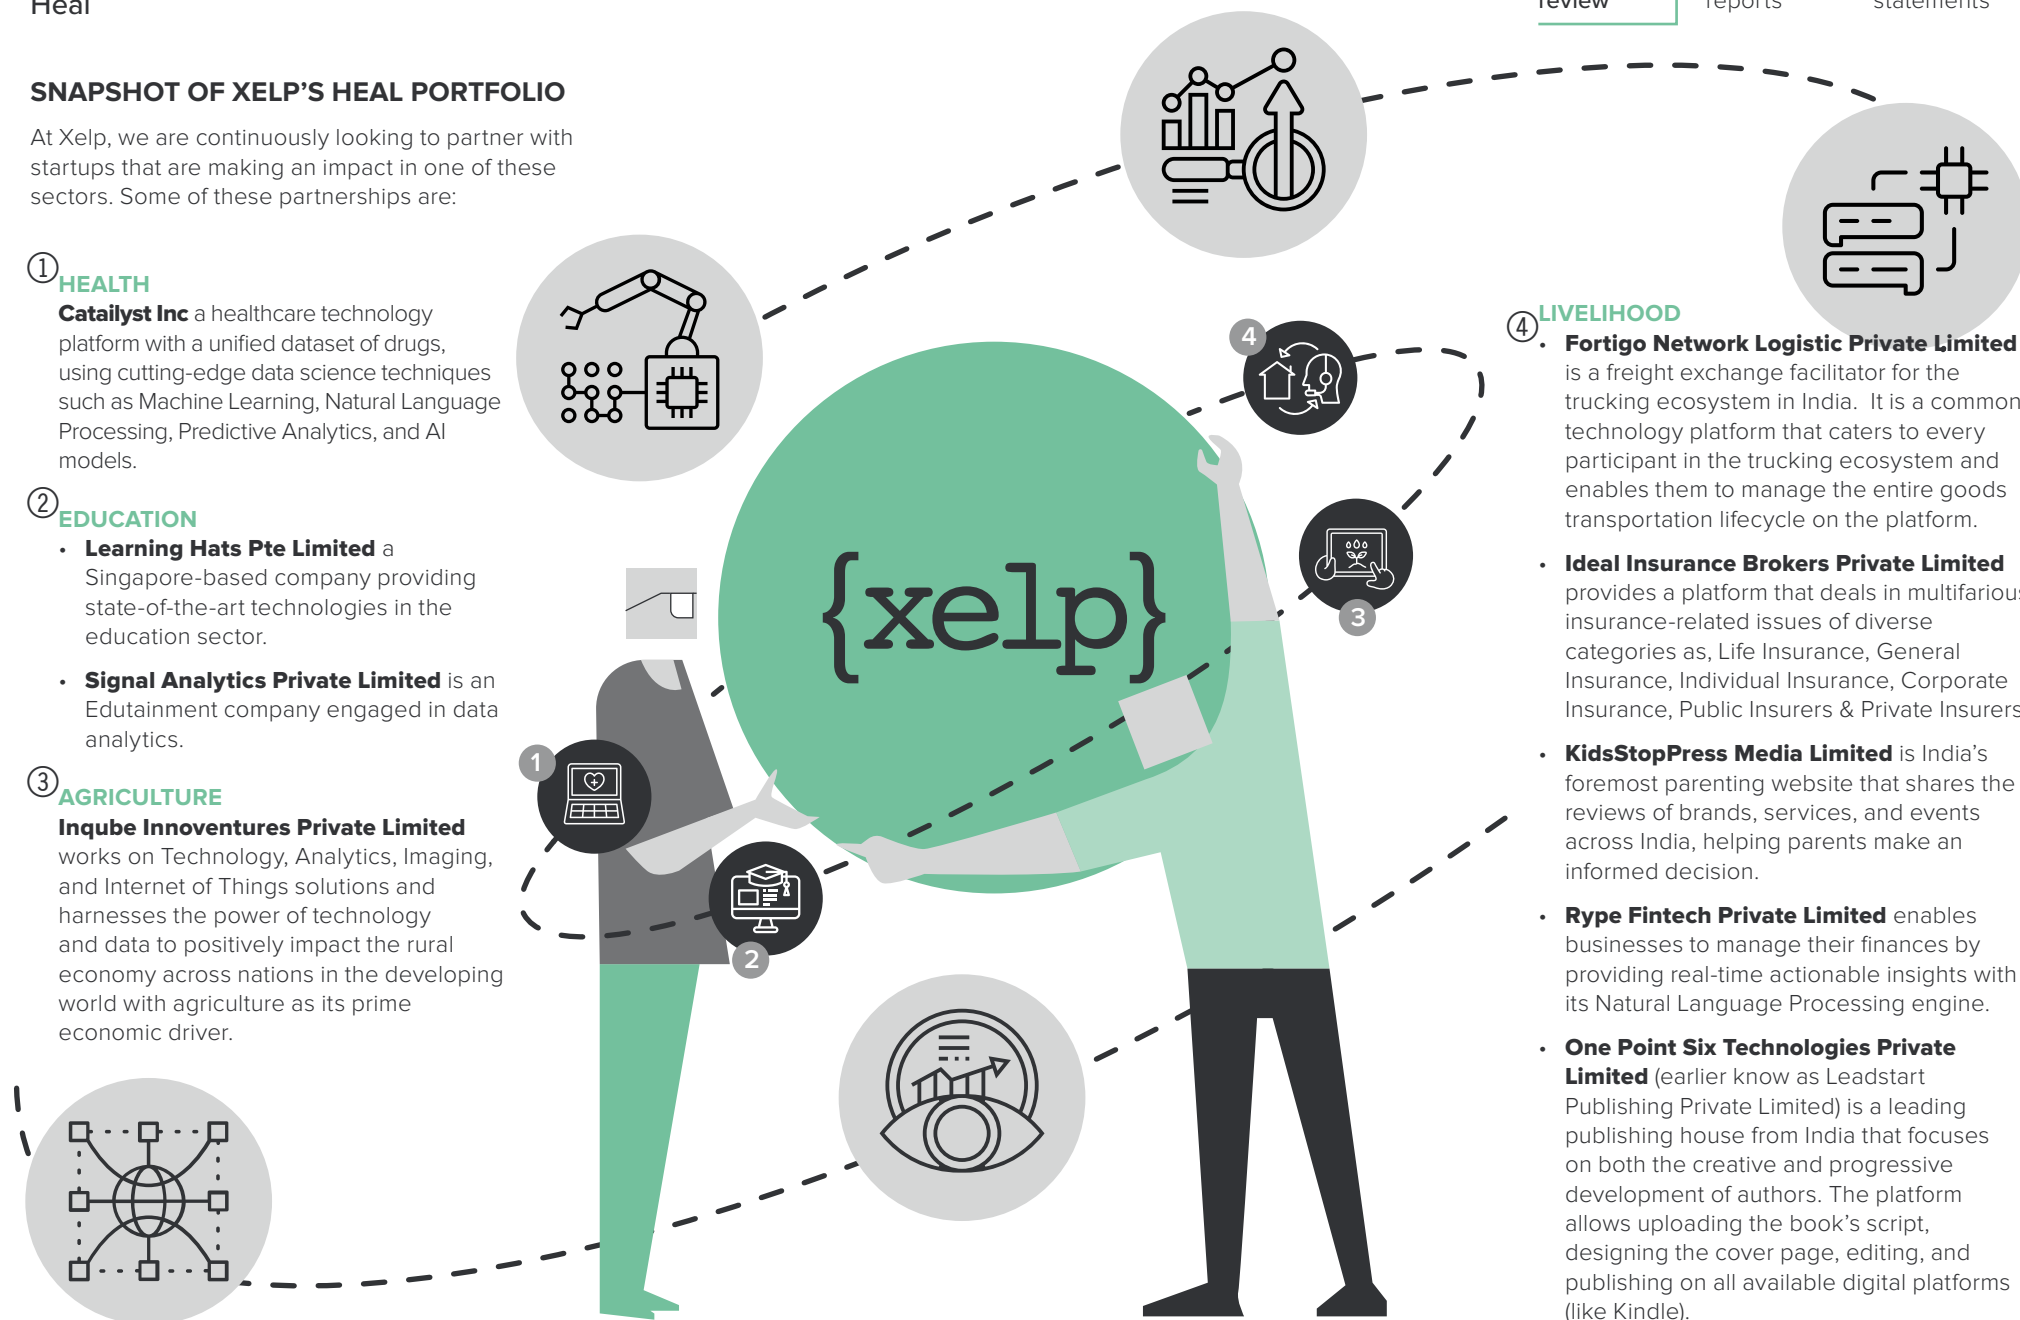 Heal
review
reports
statements
SNAPSHOT OF XELP’S HEAL PORTFOLIO
At Xelp, we are continuously looking to partner with
startups that are making an impact in one of these
sectors. Some of these partnerships are:
①
HEALTH
Catailyst Inc a healthcare technology
platform with a unified dataset of drugs,
using cutting-edge data science techniques
such as Machine Learning, Natural Language
Processing, Predictive Analytics, and AI
models.
②
EDUCATION
• Learning Hats Pte Limited a
Singapore-based company providing
state-of-the-art technologies in the
education sector.
• Signal Analytics Private Limited is an
Edutainment company engaged in data
analytics.
③
AGRICULTURE
Inqube Innoventures Private Limited
works on Technology, Analytics, Imaging,
and Internet of Things solutions and
harnesses the power of technology
and data to positively impact the rural
economy across nations in the developing
world with agriculture as its prime
economic driver.
{xelp}
1
2
3
4
④
LIVELIHOOD
• Fortigo Network Logistic Private Limited
is a freight exchange facilitator for the
trucking ecosystem in India. It is a common
technology platform that caters to every
participant in the trucking ecosystem and
enables them to manage the entire goods
transportation lifecycle on the platform.
• Ideal Insurance Brokers Private Limited
provides a platform that deals in multifarious
insurance-related issues of diverse
categories as, Life Insurance, General
Insurance, Individual Insurance, Corporate
Insurance, Public Insurers & Private Insurers
• KidsStopPress Media Limited is India’s
foremost parenting website that shares the
reviews of brands, services, and events
across India, helping parents make an
informed decision.
• Rype Fintech Private Limited enables
businesses to manage their finances by
providing real-time actionable insights with
its Natural Language Processing engine.
• One Point Six Technologies Private
Limited (earlier know as Leadstart
Publishing Private Limited) is a leading
publishing house from India that focuses
on both the creative and progressive
development of authors. The platform
allows uploading the book’s script,
designing the cover page, editing, and
publishing on all available digital platforms
(like Kindle).